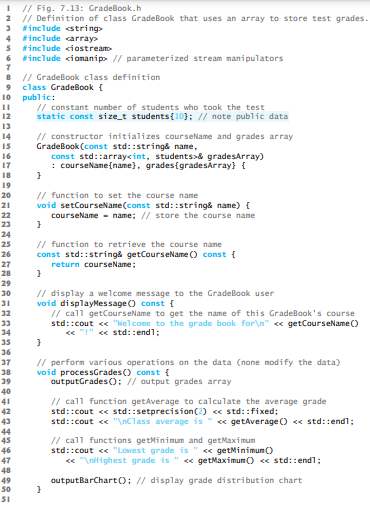 1 // Fig. 7.13: GradeBook.h
2 // Definition of class GradeBook that uses an array to store test grades.
3 #include <string>
4 #include <array>
5 #include <iostream>
6 #include <iomanip> // parameterized stream manipulators
7
8 // GradeBook class definition
9 class GradeBook {
10 public:
11 // constant number of students who took the test
12 static const size_t students{10}; // note public data
13
14 // constructor initializes courseName and grades array
15 GradeBook(const std::string& name,
16 const std::array<int, students>& gradesArray)
17 : courseName{name}, grades{gradesArray} {
18 }
19
20 // function to set the course name
21 void setCourseName(const std::string& name) {
22 courseName = name; // store the course name
23 }
24
25 // function to retrieve the course name
26 const std::string& getCourseName() const {
27 return courseName;
28 }
29
30 // display a welcome message to the GradeBook user
31 void displayMessage() const {
32 // call getCourseName to get the name of this GradeBook's course
33 std::cout << "Welcome to the grade book for\n" << getCourseName()
34 << "!" << std::endl;
35 }
36
37 // perform various operations on the data (none modify the data)
38 void processGrades() const {
39 outputGrades(); // output grades array
40
41 // call function getAverage to calculate the average grade
42 std::cout << std::setprecision(2) << std::fixed;
43 std::cout << "\nClass average is " << getAverage() << std::endl;
44
45 // call functions getMinimum and getMaximum
46 std::cout << "Lowest grade is " << getMinimum()
47 << "\nHighest grade is " << getMaximum() << std::endl;
48
49 outputBarChart(); // display grade distribution chart
50 }
51